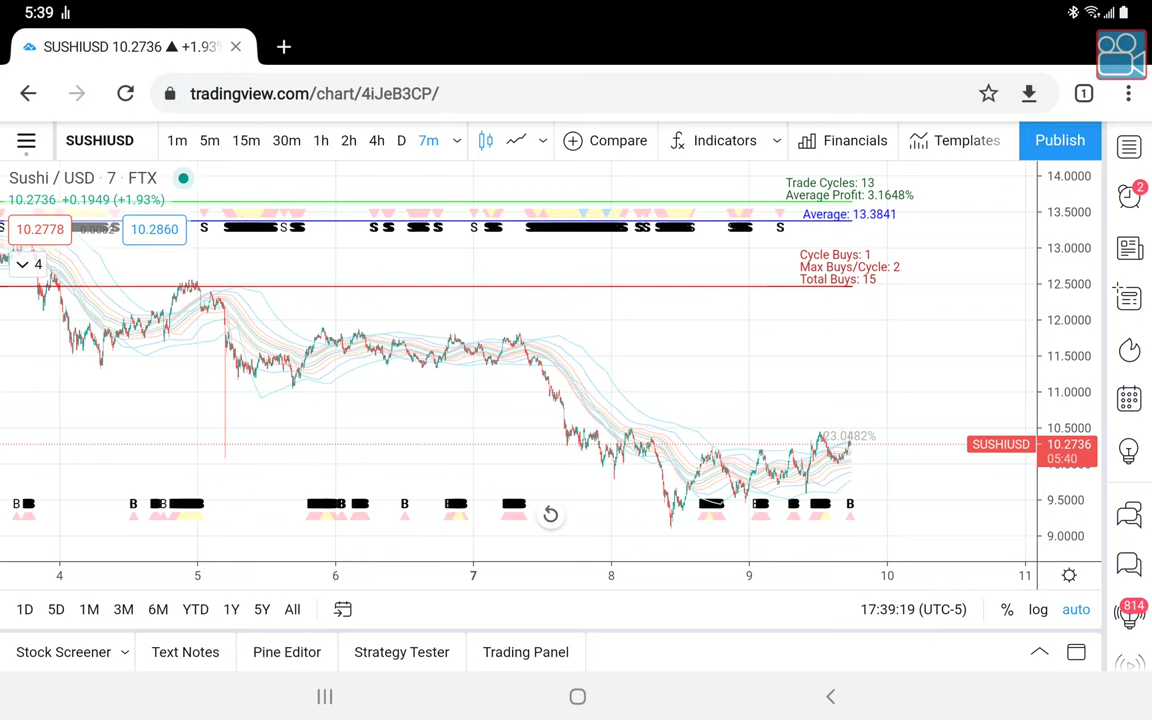 5:39
SUSHIUSD 10.2736 ▲ +1.93%
tradingview.com/chart/4iJeB3CP/
1
SUSHIUSD 1m 5m 15m 30m 1h 2h 4h D 7m Compare Indicators Financials Templates Publish
Sushi / USD · 7 · FTX
10.2736 +0.1949 (+1.93%)
10.2778 10.2860
4
Trade Cycles: 13
Average Profit: 3.1648%
Average: 13.3841
Cycle Buys: 1
Max Buys/Cycle: 2
Total Buys: 15
S S S S S S S
23.0482%
B B B B B
14.0000
13.5000
13.0000
12.5000
12.0000
11.5000
11.0000
10.5000
SUSHIUSD 10.2736
05:40
9.5000
9.0000
4 5 6 7 8 9 10 11
1D 5D 1M 3M 6M YTD 1Y 5Y All 17:39:19 (UTC-5) % log auto
Stock Screener Text Notes Pine Editor Strategy Tester Trading Panel
2
814